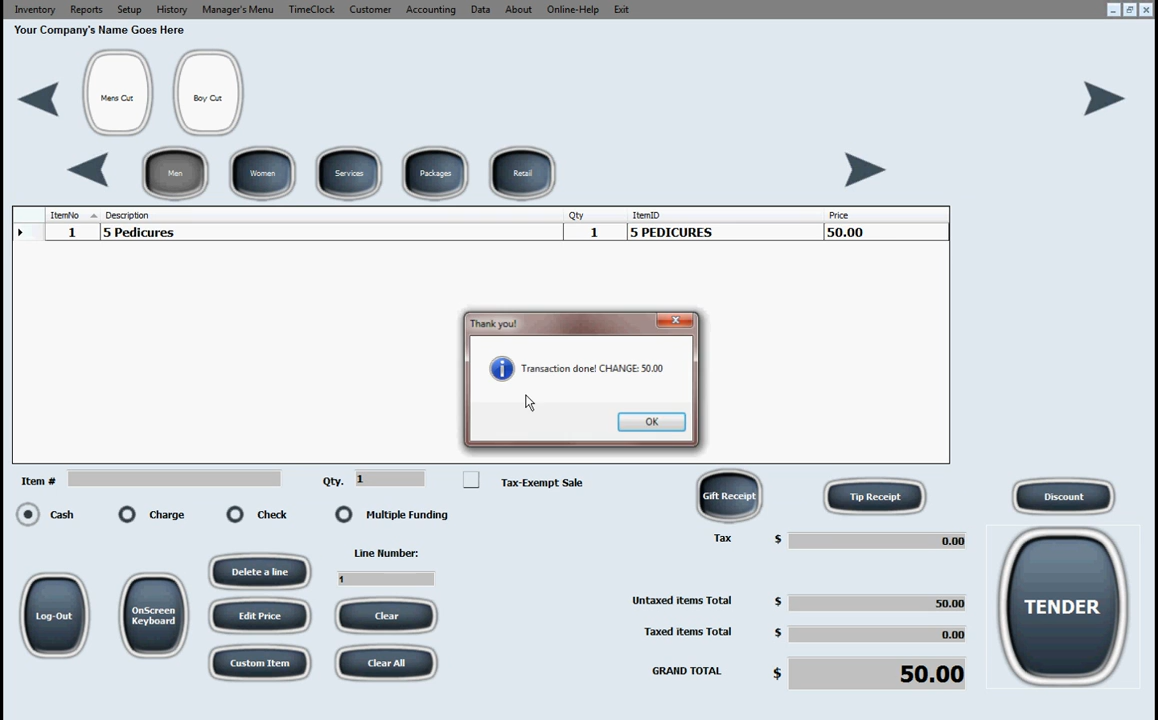 Inventory Reports Setup History Manager's Menu TimeClock Customer Accounting Data About Online-Help Exit
Your Company's Name Goes Here
Mens Cut Boy Cut
Men Women Services Packages Retail
ItemNo Description Qty ItemID Price
1 5 Pedicures 1 5 PEDICURES 50.00
Thank you!
Transaction done! CHANGE: 50.00
OK
Item # Qty. 1 Tax-Exempt Sale Gift Receipt Tip Receipt Discount
Cash Charge Check Multiple Funding
Tax $ 0.00
Line Number:
Delete a line 1
Untaxed items Total $ 50.00
Log-Out OnScreen Keyboard Edit Price Clear TENDER
Taxed items Total $ 0.00
Custom Item Clear All
GRAND TOTAL $ 50.00